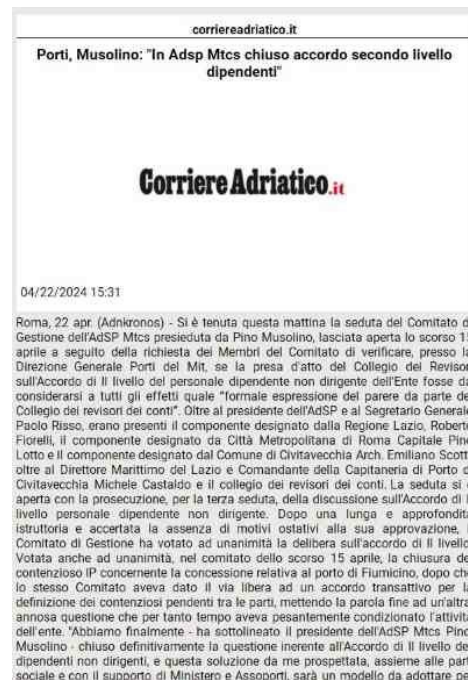 corriereadriatico.it
Porti, Musolino: "In Adsp Mtcs chiuso accordo secondo livello
dipendenti"
Corriere Adriatico.it
04/22/2024 15:31
Roma, 22 apr. (Adnkronos) - Si è tenuta questa mattina la seduta del Comitato d
Gestione dell'AdSP Mtcs presieduta da Pino Musolino, lasciata aperta lo scorso 15
aprile a seguito della richiesta dei Membri del Comitato di verificare, presso la
Direzione Generale Porti del Mit, se la presa d'atto del Collegio dei Revisor
sull'Accordo di II livello del personale dipendente non dirigente dell'Ente fosse da
considerarsi a tutti gli effetti quale "formale espressione del parere da parte de
Collegio dei revisori dei conti". Oltre al presidente dell'AdSP e al Segretario Generale
Paolo Risso, erano presenti il componente designato dalla Regione Lazio, Roberto
Fiorelli, il componente designato da Città Metropolitana di Roma Capitale Pino
Lotto e il componente designato dal Comune di Civitavecchia Arch. Emiliano Scotti
oltre al Direttore Marittimo del Lazio e Comandante della Capitaneria di Porto d
Civitavecchia Michele Castaldo e il collegio dei revisori dei conti. La seduta si è
aperta con la prosecuzione, per la terza seduta, della discussione sull'Accordo di I
livello personale dipendente non dirigente. Dopo una lunga e approfondita
istruttoria e accertata la assenza di motivi ostativi alla sua approvazione,
Comitato di Gestione ha votato ad unanimità la delibera sull'accordo di II livello.
Votata anche ad unanimità, nel comitato dello scorso 15 aprile, la chiusura del
contenzioso IP concernente la concessione relativa al porto di Fiumicino, dopo che
lo stesso Comitato aveva dato il via libera ad un accordo transattivo per la
definizione dei contenziosi pendenti tra le parti, mettendo la parola fine ad un'altra
annosa questione che per tanto tempo aveva pesantemente condizionato l'attività
dell'ente. "Abbiamo finalmente - ha sottolineato il presidente dell'AdSP Mtcs Pino
Musolino - chiuso definitivamente la questione inerente all'Accordo di II livello dei
dipendenti non dirigenti, e questa soluzione da me prospettata, assieme alle parti
sociale e con il supporto di Ministero e Assoporti, sarà un modello da adottare per